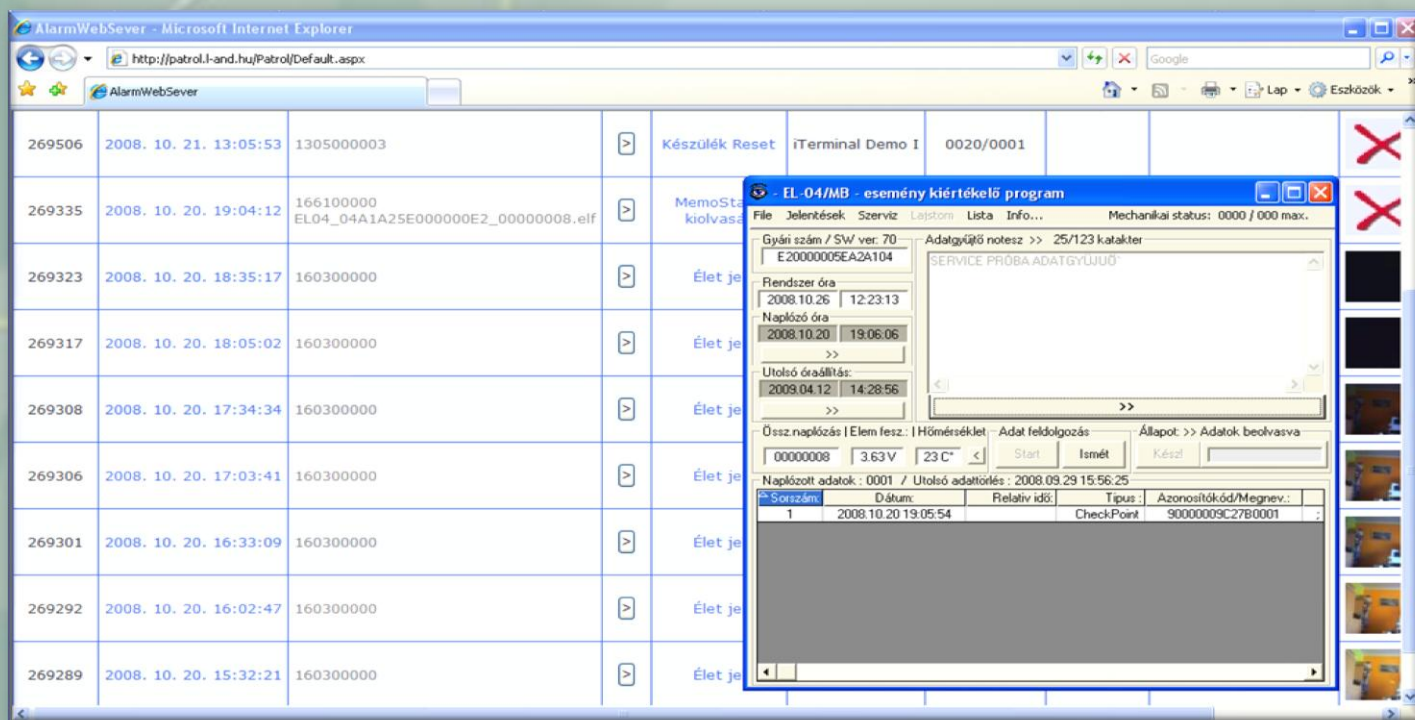 AlarmWebSever - Microsoft Internet Explorer
http://patrol.l-and.hu/Patrol/Default.aspx
Google
AlarmWebSever
Lap
Eszközök
269506 2008. 10. 21. 13:05:53 1305000003 > Készülék Reset iTerminal Demo I 0020/0001
269335 2008. 10. 20. 19:04:12 166100000 > MemoSta
EL04_04A1A25E000000E2_00000008.elf kiolvasá
269323 2008. 10. 20. 18:35:17 160300000 > Élet je
269317 2008. 10. 20. 18:05:02 160300000 > Élet je
269308 2008. 10. 20. 17:34:34 160300000 > Élet je
269306 2008. 10. 20. 17:03:41 160300000 > Élet je
269301 2008. 10. 20. 16:33:09 160300000 > Élet je
269292 2008. 10. 20. 16:02:47 160300000 > Élet je
269289 2008. 10. 20. 15:32:21 160300000 > Élet je
- EL-04/MB - esemény kiértékelő program
File Jelentések Szerviz Lajstom Lista Info... Mechanikai status: 0000 / 000 max.
Gyári szám / SW ver: 70 Adatgyűjtő notesz >> 25/123 katakter
E20000005EA2A104
SERVICE PRÓBA ADATGYÜJUŐ`
Rendszer óra
2008.10.26 12:23:13
Naplózó óra
2008.10.20 19:06:06
>>
Utolsó óraállítás:
2009.04.12 14:28:56
>>
>>
Össz.naplózás | Elem fesz.: | Hőmérséklet Adat feldolgozás Állapot: >> Adatok beolvasva
00000008 3.63 V 23 C° < Start Ismét Kész!
Naplózott adatok : 0001 / Utolsó adattörlés : 2008.09.29 15:56:25
Sorszám: Dátum: Relativ idő: Típus : Azonosítókód/Megnev.:
1 2008.10.20 19:05:54 CheckPoint 90000009C27B0001 ;